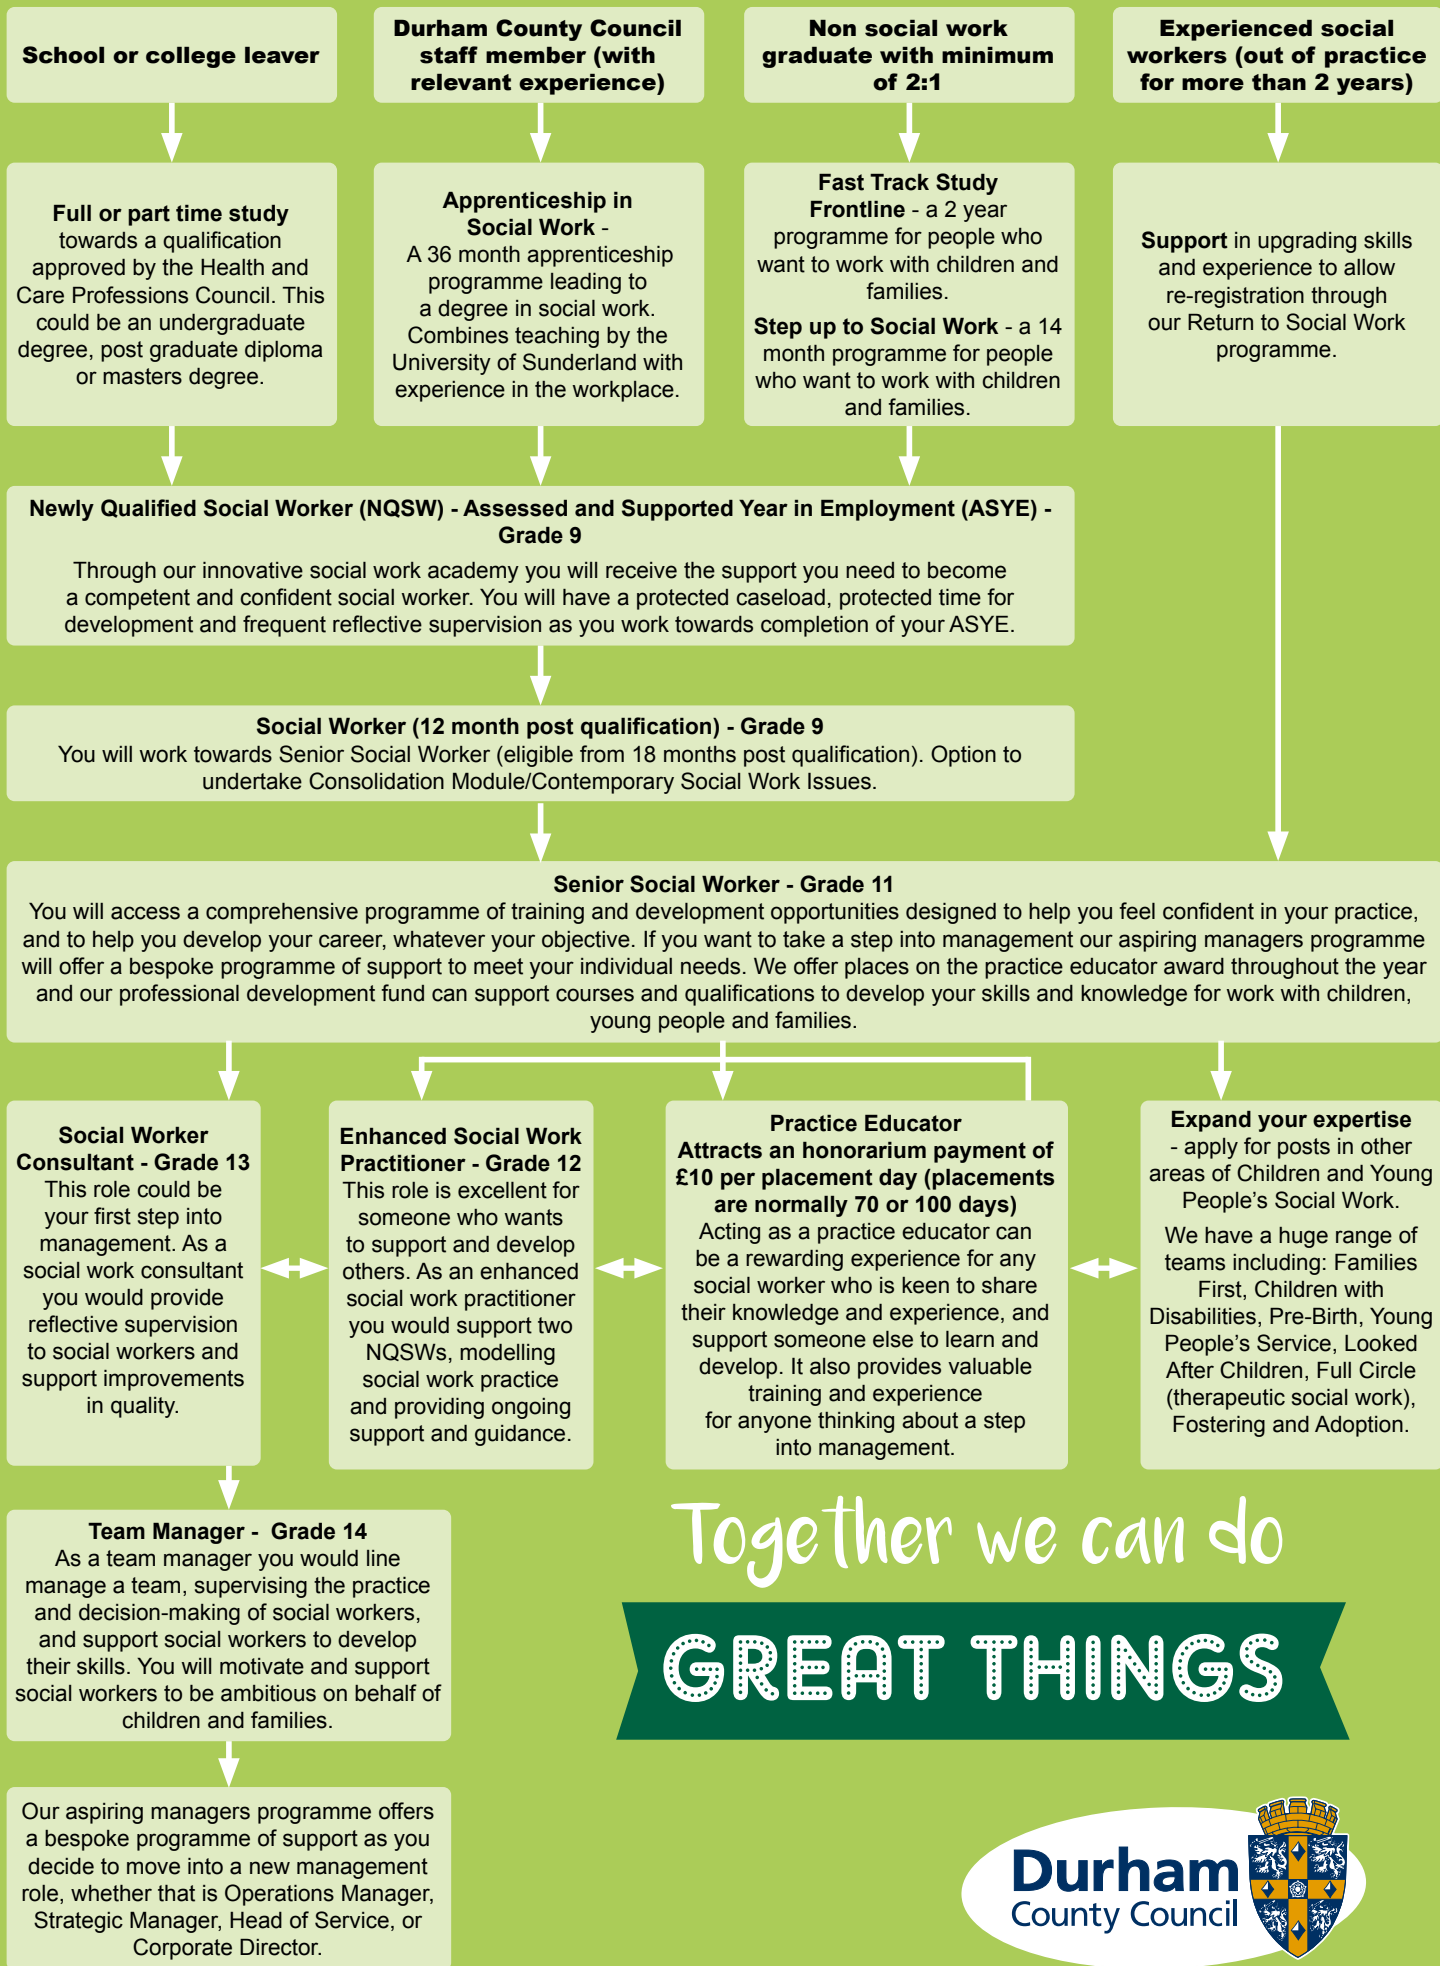 School or college leaver
Durham County Council
staff member (with
relevant experience)
Non social work
graduate with minimum
of 2:1
Experienced social
workers (out of practice
for more than 2 years)
Full or part time study
towards a qualification
approved by the Health and
Care Professions Council. This
could be an undergraduate
degree, post graduate diploma
or masters degree.
Apprenticeship in
Social Work -
A 36 month apprenticeship
programme leading to
a degree in social work.
Combines teaching by the
University of Sunderland with
experience in the workplace.
Fast Track Study
Frontline - a 2 year
programme for people who
want to work with children and
families.
Step up to Social Work - a 14
month programme for people
who want to work with children
and families.
Support in upgrading skills
and experience to allow
re-registration through
our Return to Social Work
programme.
Newly Qualified Social Worker (NQSW) - Assessed and Supported Year in Employment (ASYE) -
Grade 9
Through our innovative social work academy you will receive the support you need to become
a competent and confident social worker. You will have a protected caseload, protected time for
development and frequent reflective supervision as you work towards completion of your ASYE.
Social Worker (12 month post qualification) - Grade 9
You will work towards Senior Social Worker (eligible from 18 months post qualification). Option to
undertake Consolidation Module/Contemporary Social Work Issues.
Senior Social Worker - Grade 11
You will access a comprehensive programme of training and development opportunities designed to help you feel confident in your practice,
and to help you develop your career, whatever your objective. If you want to take a step into management our aspiring managers programme
will offer a bespoke programme of support to meet your individual needs. We offer places on the practice educator award throughout the year
and our professional development fund can support courses and qualifications to develop your skills and knowledge for work with children,
young people and families.
Social Worker
Consultant - Grade 13
This role could be
your first step into
management. As a
social work consultant
you would provide
reflective supervision
to social workers and
support improvements
in quality.
Enhanced Social Work
Practitioner - Grade 12
This role is excellent for
someone who wants
to support and develop
others. As an enhanced
social work practitioner
you would support two
NQSWs, modelling
social work practice
and providing ongoing
support and guidance.
Practice Educator
Attracts an honorarium payment of
£10 per placement day (placements
are normally 70 or 100 days)
Acting as a practice educator can
be a rewarding experience for any
social worker who is keen to share
their knowledge and experience, and
support someone else to learn and
develop. It also provides valuable
training and experience
for anyone thinking about a step
into management.
Expand your expertise
- apply for posts in other
areas of Children and Young
People's Social Work.
We have a huge range of
teams including: Families
First, Children with
Disabilities, Pre-Birth, Young
People's Service, Looked
After Children, Full Circle
(therapeutic social work),
Fostering and Adoption.
Team Manager -  Grade 14
As a team manager you would line
manage a team, supervising the practice
and decision-making of social workers,
and support social workers to develop
their skills. You will motivate and support
social workers to be ambitious on behalf of
children and families.
Our aspiring managers programme offers
a bespoke programme of support as you
decide to move into a new management
role, whether that is Operations Manager,
Strategic Manager, Head of Service, or
Corporate Director.
Together we can do
GREAT THINGS
Durham
County Council